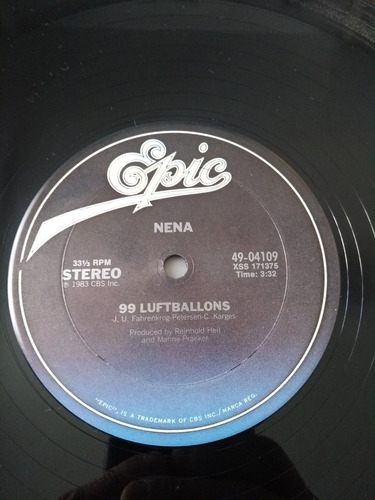 Epic
NENA
33⅓ RPM
STEREO
℗ 1983 CBS Inc.
49-04109
XSS 171375
Time: 3:32
99 LUFTBALLONS
J. U. Fahrenkrog-Petersen-C. Karges
Produced by Reinhold Heil
and Manne Praeker
"EPIC", IS A TRADEMARK OF CBS INC./MARCA REG.